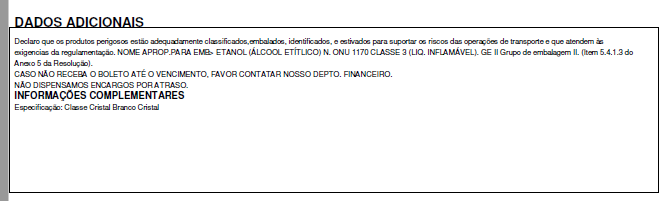 DADOS ADICIONAIS
Declaro que os produtos perigosos estão adequadamente classificados,embalados, identificados, e estivados para suportar os riscos das operações de transporte e que atendem às
exigencias da regulamentação. NOME APROP.PARA EMB> ETANOL (ÁLCOOL ETÍTLICO) N. ONU 1170 CLASSE 3 (LIQ. INFLAMÁVEL). GE II Grupo de embalagem II. (Item 5.4.1.3 do
Anexo 5 da Resolução).
CASO NÃO RECEBA O BOLETO ATÉ O VENCIMENTO, FAVOR CONTATAR NOSSO DEPTO. FINANCEIRO.
NÃO DISPENSAMOS ENCARGOS POR ATRASO.
INFORMAÇÕES COMPLEMENTARES
Especificação: Classe Cristal Branco Cristal